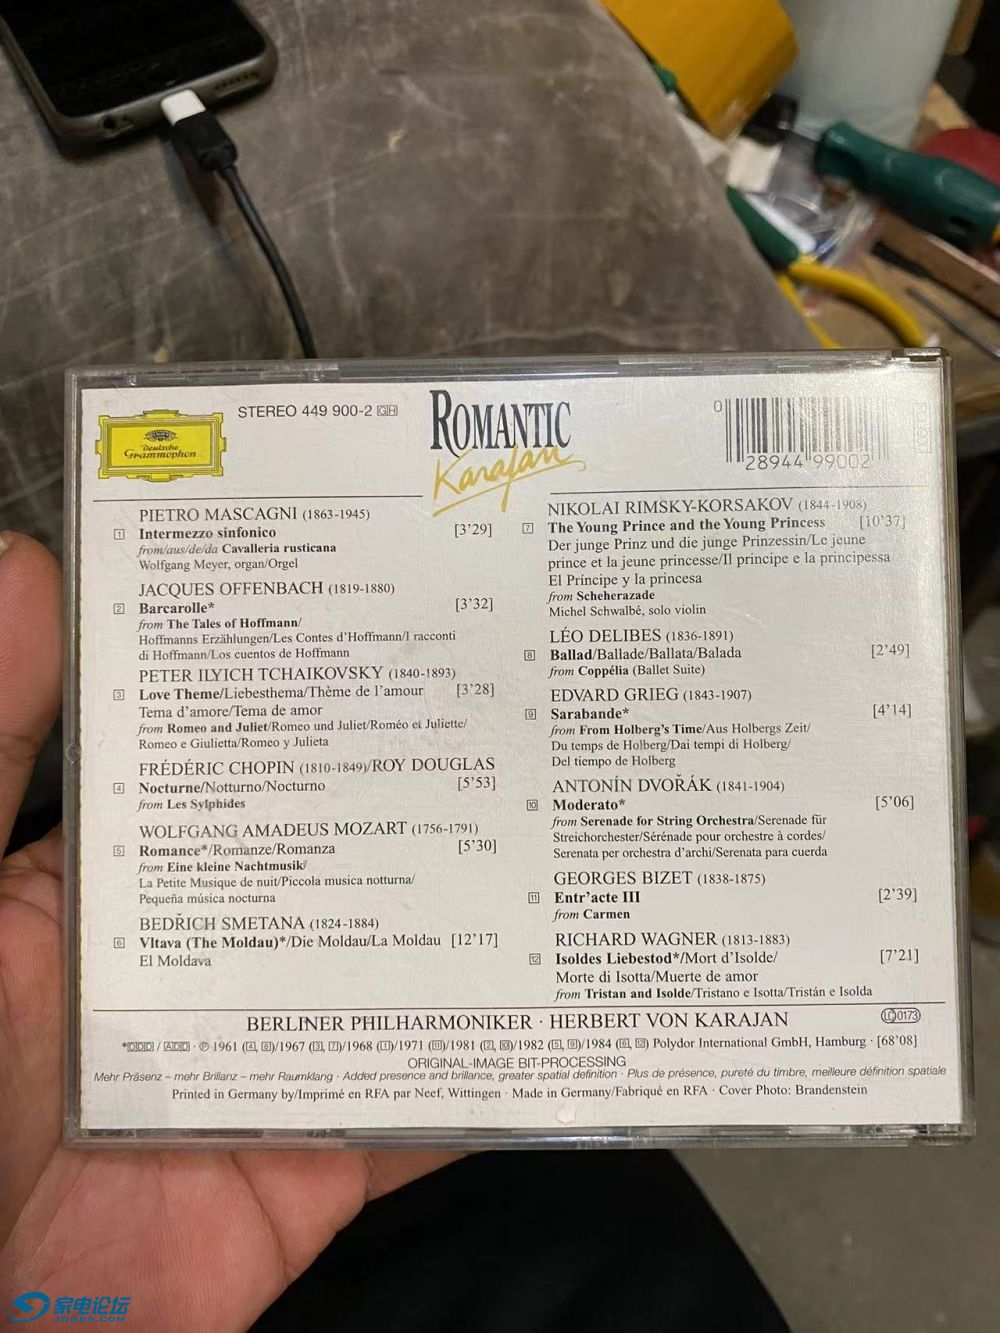 Deutsche
Grammophon
STEREO 449 900-2 GH
ROMANTIC
Karajan
0
28944 99002
PIETRO MASCAGNI (1863-1945)
1 Intermezzo sinfonico [3'29]
from/aus/de/da Cavalleria rusticana
Wolfgang Meyer, organ/Orgel
JACQUES OFFENBACH (1819-1880)
2 Barcarolle* [3'32]
from The Tales of Hoffmann/
Hoffmanns Erzählungen/Les Contes d'Hoffmann/I racconti
di Hoffmann/Los cuentos de Hoffmann
PETER ILYICH TCHAIKOVSKY (1840-1893)
3 Love Theme/Liebesthema/Thème de l'amour [3'28]
Tema d'amore/Tema de amor
from Romeo and Juliet/Romeo und Juliet/Roméo et Juliette/
Romeo e Giulietta/Romeo y Julieta
FRÉDÉRIC CHOPIN (1810-1849)/ROY DOUGLAS
4 Nocturne/Notturno/Nocturno [5'53]
from Les Sylphides
WOLFGANG AMADEUS MOZART (1756-1791)
5 Romance*/Romanze/Romanza [5'30]
from Eine kleine Nachtmusik/
La Petite Musique de nuit/Piccola musica notturna/
Pequeña música nocturna
BEDŘICH SMETANA (1824-1884)
6 Vltava (The Moldau)*/Die Moldau/La Moldau [12'17]
El Moldava
NIKOLAI RIMSKY-KORSAKOV (1844-1908)
7 The Young Prince and the Young Princess [10'37]
Der junge Prinz und die junge Prinzessin/Le jeune
prince et la jeune princesse/Il principe e la principessa
El Príncipe y la princesa
from Scheherazade
Michel Schwalbé, solo violin
LÉO DELIBES (1836-1891)
8 Ballad/Ballade/Ballata/Balada [2'49]
from Coppélia (Ballet Suite)
EDVARD GRIEG (1843-1907)
9 Sarabande* [4'14]
from From Holberg's Time/Aus Holbergs Zeit/
Du temps de Holberg/Dai tempi di Holberg/
Del tiempo de Holberg
ANTONÍN DVOŘÁK (1841-1904)
10 Moderato* [5'06]
from Serenade for String Orchestra/Serenade für
Streichorchester/Sérénade pour orchestre à cordes/
Serenata per orchestra d'archi/Serenata para cuerda
GEORGES BIZET (1838-1875)
11 Entr'acte III [2'39]
from Carmen
RICHARD WAGNER (1813-1883)
12 Isoldes Liebestod*/Mort d'Isolde/ [7'21]
Morte di Isotta/Muerte de amor
from Tristan and Isolde/Tristano e Isotta/Tristán e Isolda
BERLINER PHILHARMONIKER · HERBERT VON KARAJAN
LC 0173
*DDD / ADD · ℗ 1961 /1967 /1968 /1971 /1981 /1982 /1984 Polydor International GmbH, Hamburg · [68'08]
ORIGINAL-IMAGE BIT-PROCESSING
Mehr Präsenz – mehr Brillanz – mehr Raumklang · Added presence and brillance, greater spatial definition · Plus de présence, pureté du timbre, meilleure définition spatiale
Printed in Germany by/Imprimé en RFA par Neef, Wittingen · Made in Germany/Fabriqué en RFA · Cover Photo: Brandenstein
家电论坛
JDBBS.COM